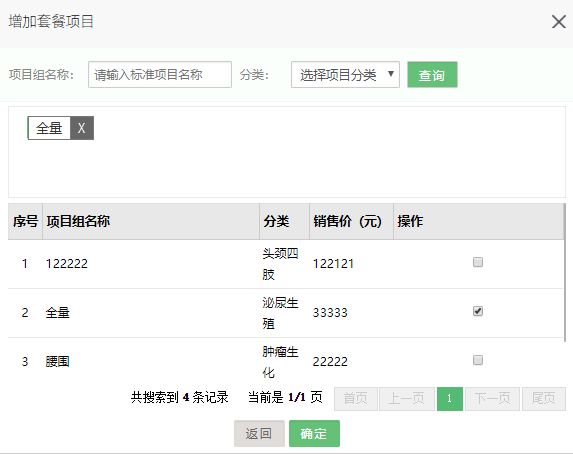 增加套餐项目
项目组名称： 请输入标准项目名称 分类： 选择项目分类 查询
全量 X
序号 项目组名称 分类 销售价（元） 操作
1 122222 头颈四肢 122121
2 全量 泌尿生殖 33333
3 腰围 肿瘤生化 22222
共搜索到 4 条记录 当前是 1/1 页 首页 上一页 1 下一页 尾页
返回 确定